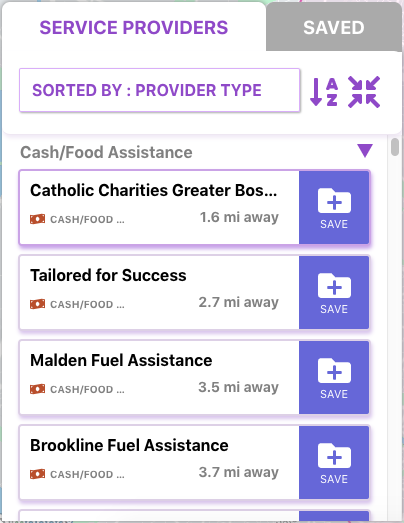 SERVICE PROVIDERS
SAVED
SORTED BY : PROVIDER TYPE
A
Z
Cash/Food Assistance
Catholic Charities Greater Bos...
CASH/FOOD ...
1.6 mi away
SAVE
Tailored for Success
CASH/FOOD ...
2.7 mi away
SAVE
Malden Fuel Assistance
CASH/FOOD ...
3.5 mi away
SAVE
Brookline Fuel Assistance
CASH/FOOD ...
3.7 mi away
SAVE